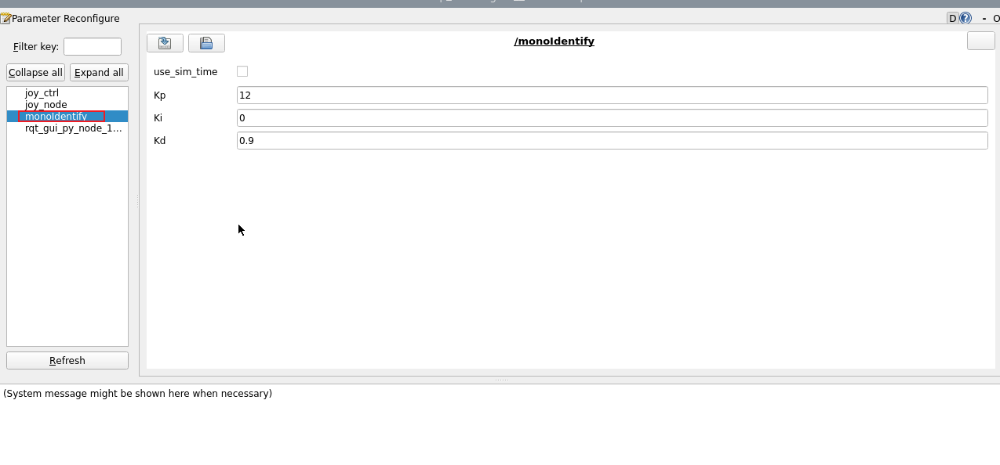 Parameter Reconfigure
D
Filter key:
Collapse all
Expand all
joy_ctrl
joy_node
monoIdentify
rqt_gui_py_node_1...
Refresh
/monoIdentify
use_sim_time
Kp
12
Ki
0
Kd
0.9
(System message might be shown here when necessary)